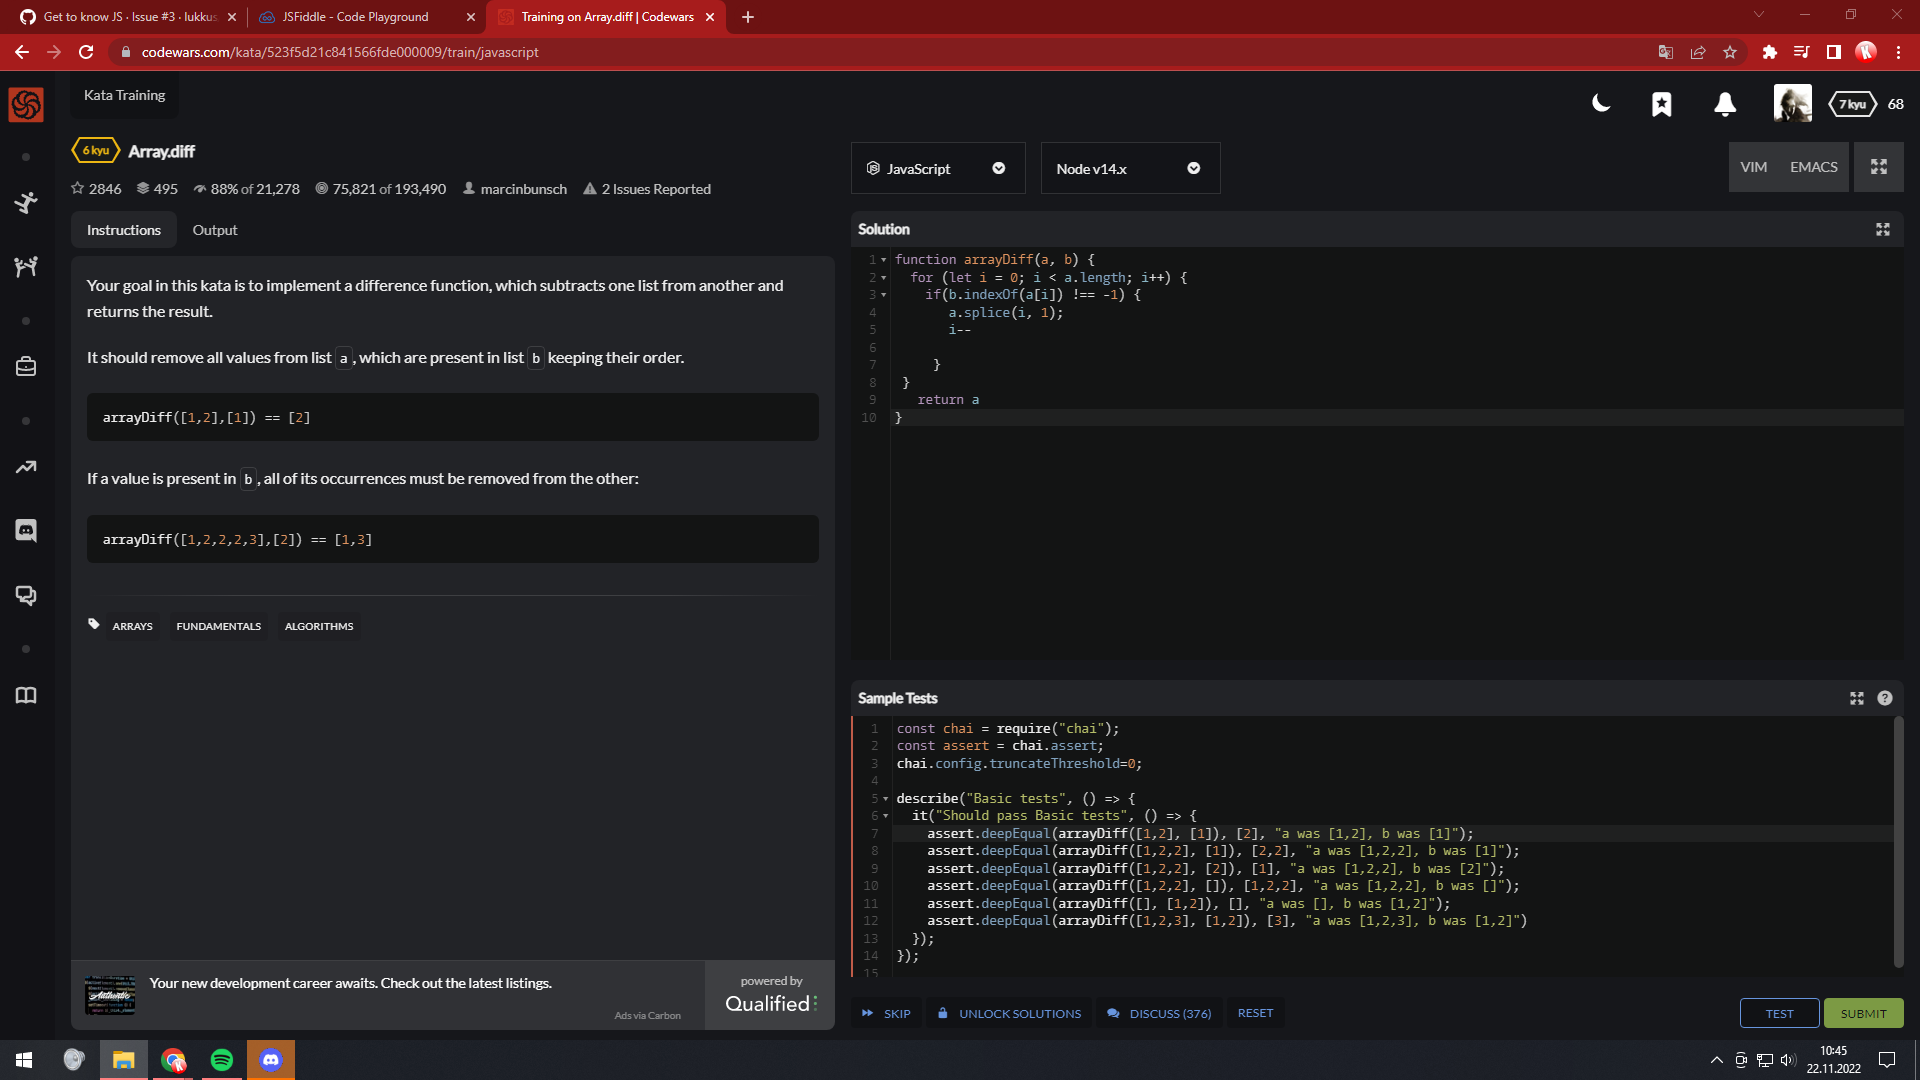 Get to know JS · Issue #3 · lukkus
JSFiddle - Code Playground
Training on Array.diff | Codewars
codewars.com/kata/523f5d21c841566fde000009/train/javascript
Kata Training
7 kyu
68
6 kyu
Array.diff
2846
495
88% of 21,278
75,821 of 193,490
marcinbunsch
2 Issues Reported
JavaScript
Node v14.x
VIM
EMACS
Instructions
Output
Your goal in this kata is to implement a difference function, which subtracts one list from another and
returns the result.
It should remove all values from list a, which are present in list b keeping their order.
arrayDiff([1,2],[1]) == [2]
If a value is present in b, all of its occurrences must be removed from the other:
arrayDiff([1,2,2,2,3],[2]) == [1,3]
ARRAYS
FUNDAMENTALS
ALGORITHMS
Your new development career awaits. Check out the latest listings.
Ads via Carbon
powered by
Qualified
Solution
1 function arrayDiff(a, b) {
2 for (let i = 0; i < a.length; i++) {
3 if(b.indexOf(a[i]) !== -1) {
4 a.splice(i, 1);
5 i--
6
7 }
8 }
9 return a
10 }
Sample Tests
1 const chai = require("chai");
2 const assert = chai.assert;
3 chai.config.truncateThreshold=0;
4
5 describe("Basic tests", () => {
6 it("Should pass Basic tests", () => {
7 assert.deepEqual(arrayDiff([1,2], [1]), [2], "a was [1,2], b was [1]");
8 assert.deepEqual(arrayDiff([1,2,2], [1]), [2,2], "a was [1,2,2], b was [1]");
9 assert.deepEqual(arrayDiff([1,2,2], [2]), [1], "a was [1,2,2], b was [2]");
10 assert.deepEqual(arrayDiff([1,2,2], []), [1,2,2], "a was [1,2,2], b was []");
11 assert.deepEqual(arrayDiff([], [1,2]), [], "a was [], b was [1,2]");
12 assert.deepEqual(arrayDiff([1,2,3], [1,2]), [3], "a was [1,2,3], b was [1,2]")
13 });
14 });
15
SKIP
UNLOCK SOLUTIONS
DISCUSS (376)
RESET
TEST
SUBMIT
10:45
22.11.2022